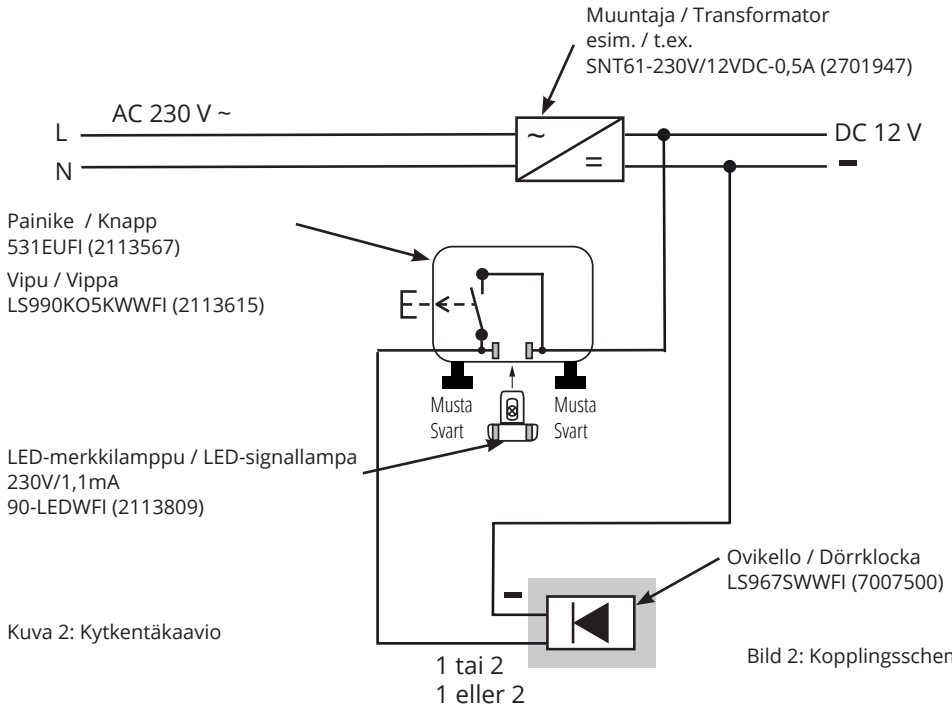 Muuntaja / Transformator
esim. / t.ex.
SNT61-230V/12VDC-0,5A (2701947)
AC 230 V ~
L
DC 12 V
~
=
N
–
Painike / Knapp
531EUFI (2113567)
Vipu / Vippa
LS990KO5KWWFI (2113615)
Musta
Svart
Musta
Svart
LED-merkkilamppu / LED-signallampa
230V/1,1mA
90-LEDWFI (2113809)
Ovikello / Dörrklocka
LS967SWWFI (7007500)
–
Kuva 2: Kytkentäkaavio
1 tai 2
1 eller 2
Bild 2: Kopplingsschem